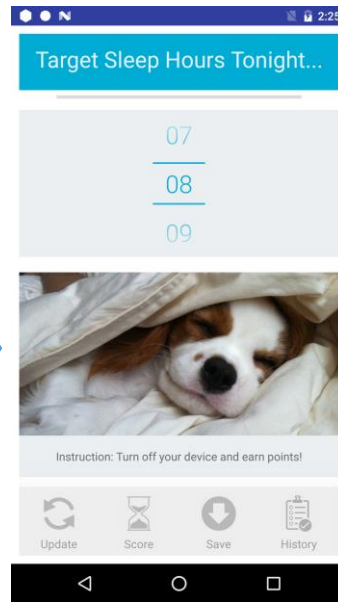 2:25
Target Sleep Hours Tonight...
07
08
09
Instruction: Turn off your device and earn points!
Update
Score
Save
History